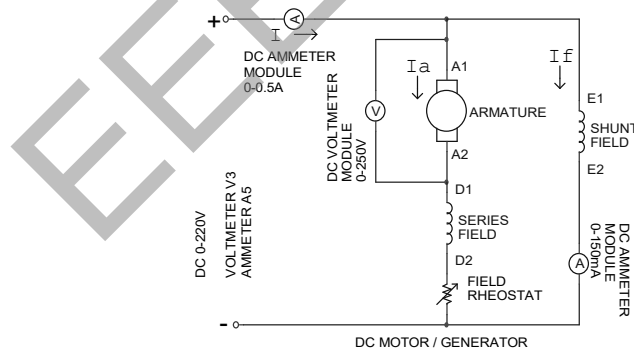 +
A
I
DC AMMETER
MODULE
0-0.5A
DC VOLTMETER
MODULE
0-250V
V
Ia
A1
ARMATURE
A2
D1
SERIES
FIELD
D2
FIELD
RHEOSTAT
If
E1
SHUNT
FIELD
E2
A
DC AMMETER
MODULE
0-150mA
DC 0-220V
VOLTMETER V3
AMMETER A5
-
DC MOTOR / GENERATOR
EEE